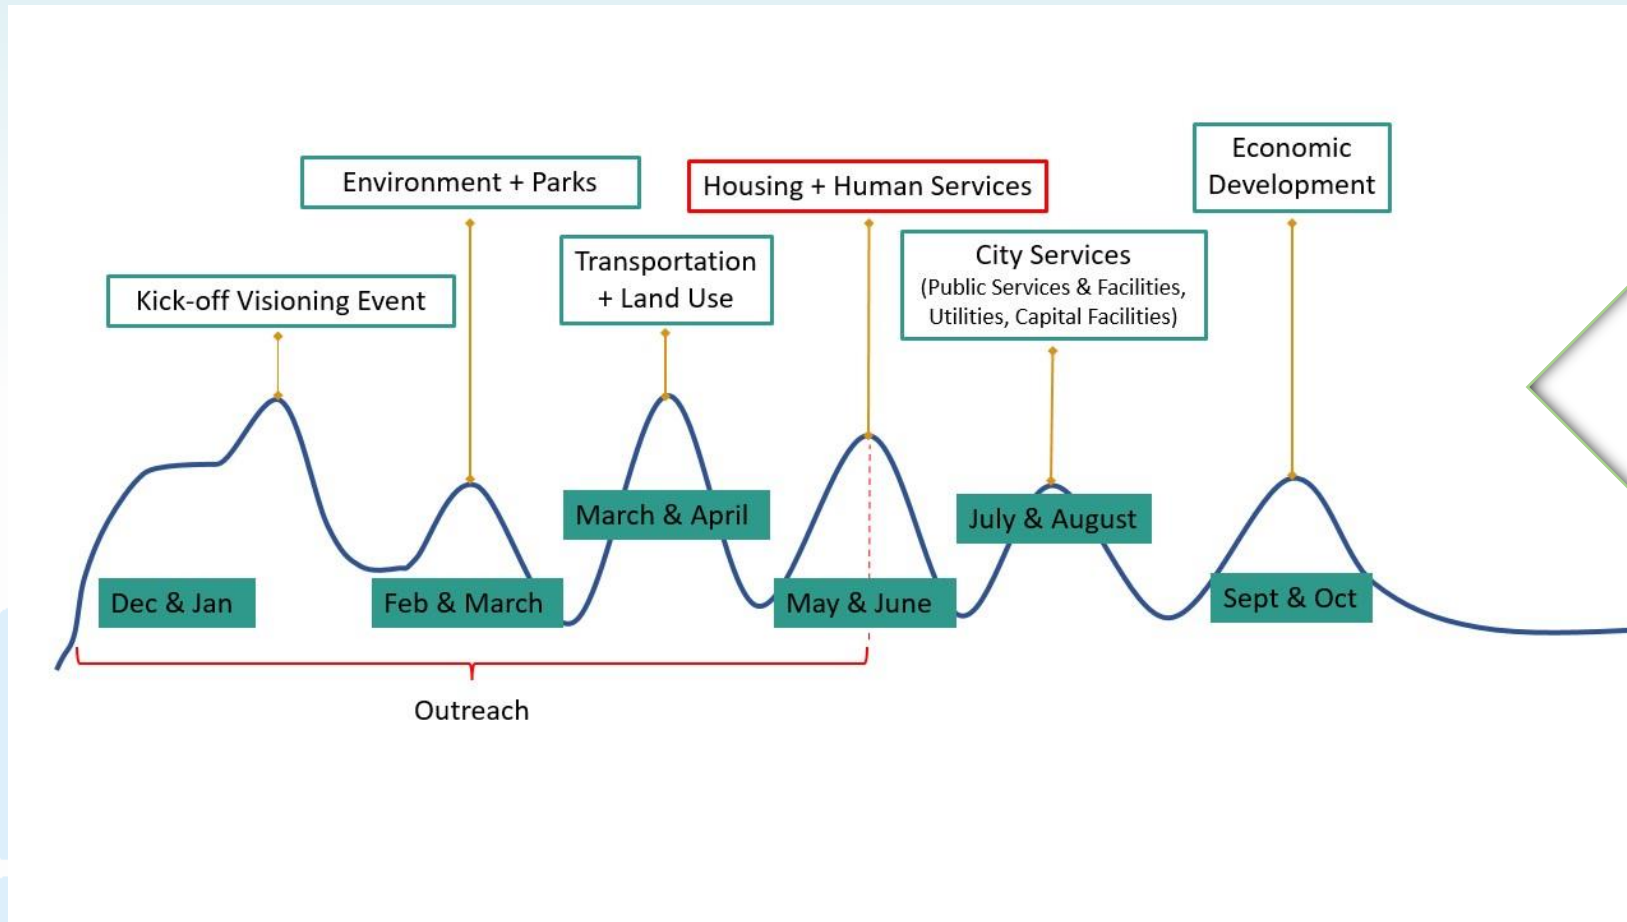 Economic
Development
Environment + Parks
Housing + Human Services
Transportation
+ Land Use
City Services
(Public Services & Facilities,
Utilities, Capital Facilities)
Kick-off Visioning Event
March & April
July & August
Dec & Jan
Feb & March
May & June
Sept & Oct
Outreach